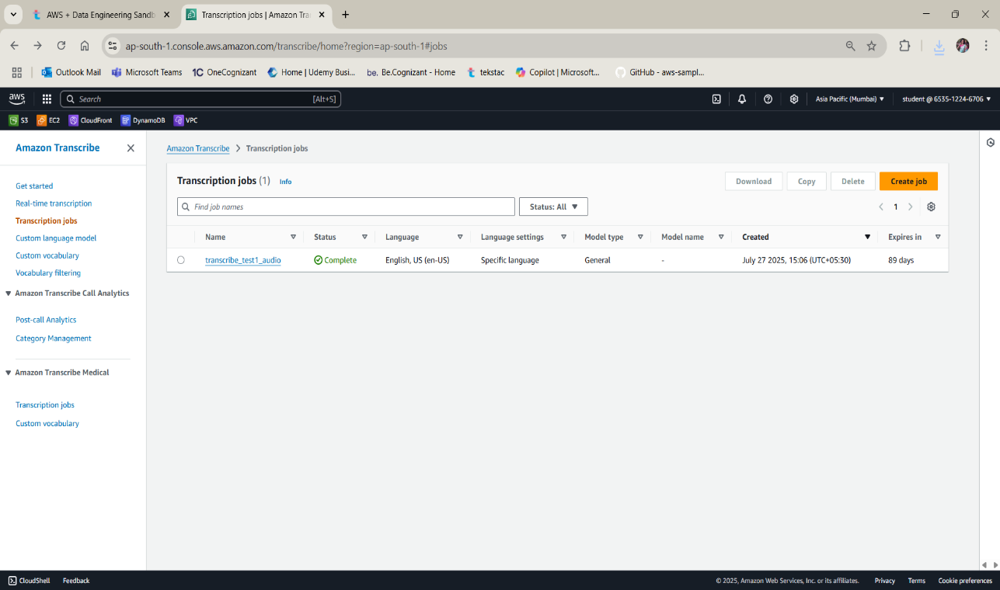 AWS + Data Engineering Sandb
Transcription jobs | Amazon Tra
ap-south-1.console.aws.amazon.com/transcribe/home?region=ap-south-1#jobs
Outlook Mail Microsoft Teams 1C OneCognizant Home | Udemy Busi... be. Be.Cognizant - Home tekstac Copilot | Microsoft... GitHub - aws-sampl...
aws Search [Alt+S] Asia Pacific (Mumbai) student @ 6535-1224-6706
S3 EC2 CloudFront DynamoDB VPC
Amazon Transcribe
Get started
Real-time transcription
Transcription jobs
Custom language model
Custom vocabulary
Vocabulary filtering
Amazon Transcribe Call Analytics
Post-call Analytics
Category Management
Amazon Transcribe Medical
Transcription jobs
Custom vocabulary
Amazon Transcribe > Transcription jobs
Transcription jobs (1) Info Download Copy Delete Create job
Find job names Status: All 1
Name Status Language Language settings Model type Model name Created Expires in
transcribe_test1_audio Complete English, US (en-US) Specific language General - July 27 2025, 15:06 (UTC+05:30) 89 days
CloudShell Feedback © 2025, Amazon Web Services, Inc. or its affiliates. Privacy Terms Cookie preferences